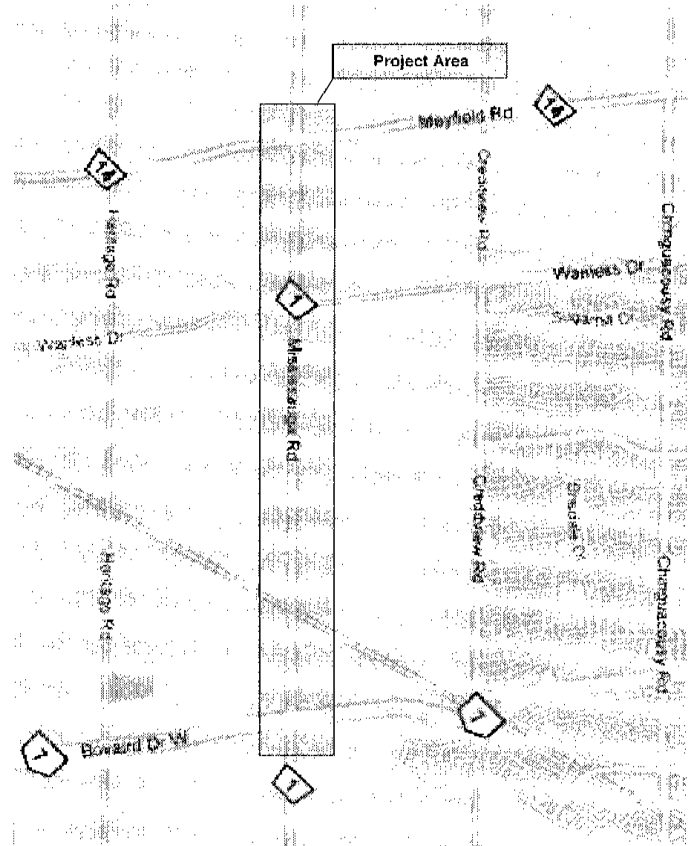 Project Area
Mayfield Rd
14
14
Creditview Rd
Heritage Rd
Chinguacousy Rd
Wanless Dr
1
Wanless Dr
Mississauga Rd
Creditview Rd
Heritage Rd
Chinguacousy Rd
7
7
Bovaird Dr W
1